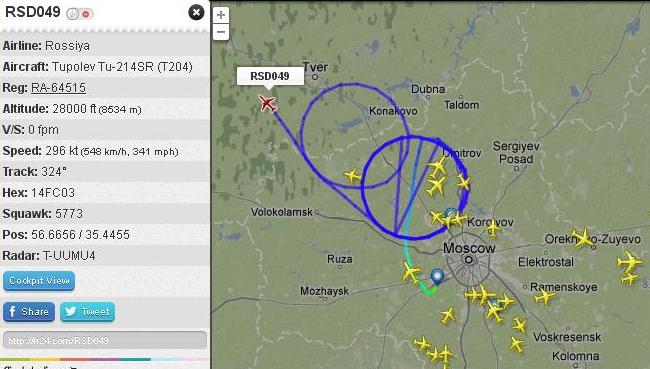 RSD049
Airline: Rossiya
Aircraft: Tupolev Tu-214SR (T204)
Reg: RA-64515
Altitude: 28000 ft (8534 m)
V/S: 0 fpm
Speed: 296 kt (548 km/h, 341 mph)
Track: 324°
Hex: 14FC03
Squawk: 5773
Pos: 56.6656 / 35.4455
Radar: T-UUMU4
Cockpit View
Share
Tweet
http://fr24.com/RSD049
+
−
RSD049
Tver
Dubna
Konakovo
Taldom
Dmitrov
Sergiyev
Posad
Volokolamsk
Korolyov
Moscow
Orekhovo-Zuyevo
Ruza
Elektrostal
Mozhaysk
Ramenskoye
Voskresensk
Kolomna